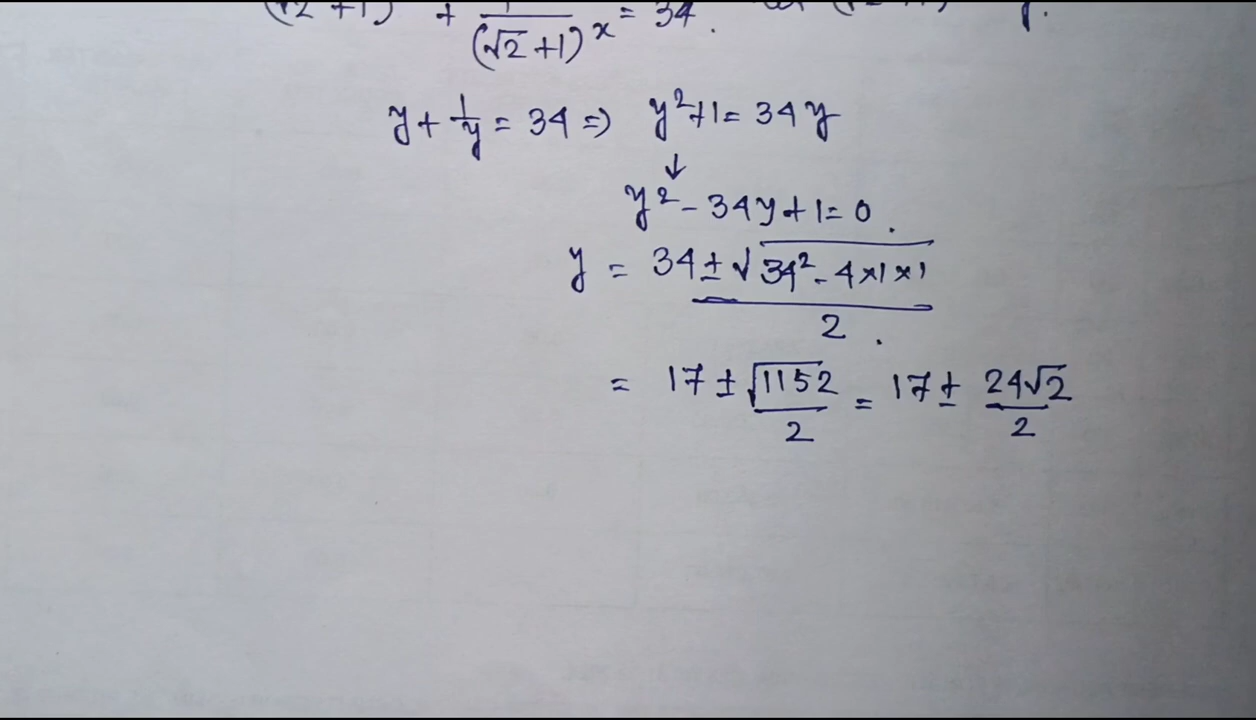 (√2+1) + 1/(√2+1)^x = 34.
y + 1/y = 34 ⇒ y²+1 = 34y
↓
y² - 34y + 1 = 0.
y = 34 ± √34² - 4×1×1 / 2.
= 17 ± √1152 / 2 = 17 ± 24√2 / 2